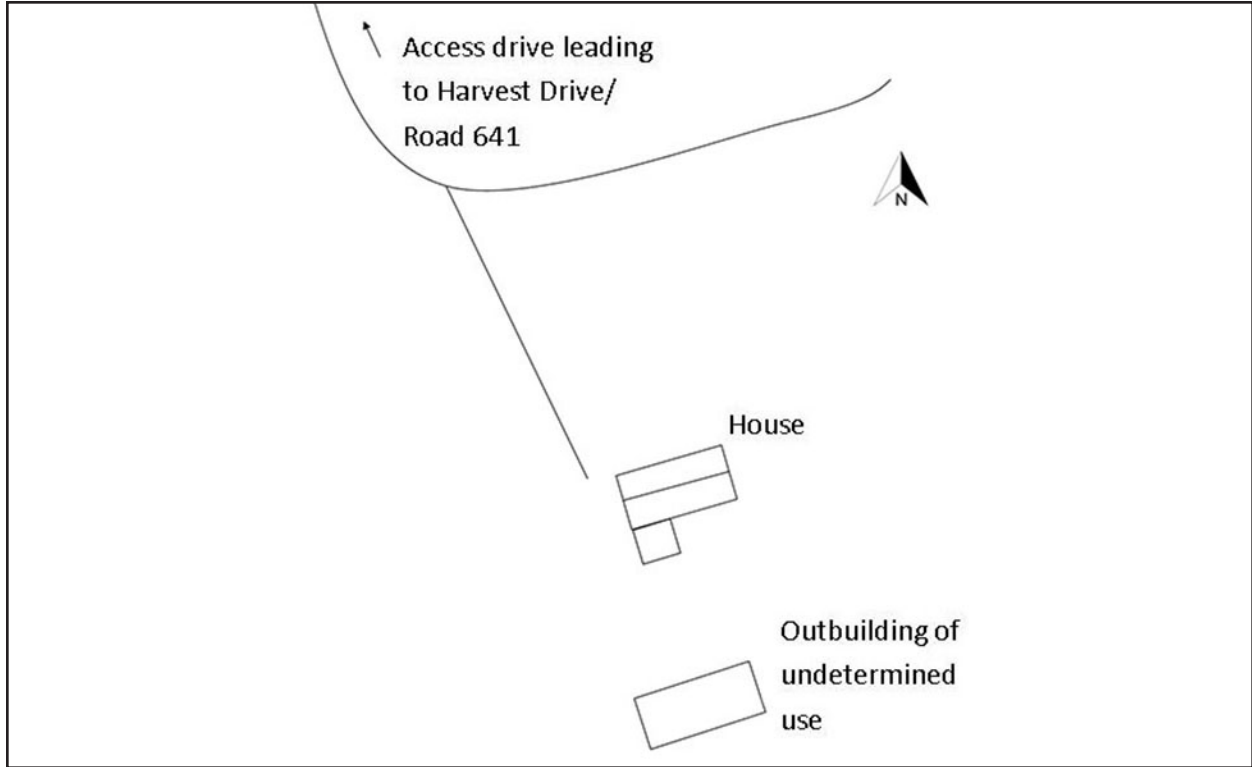 Access drive leading
to Harvest Drive/
Road 641
N
House
Outbuilding of
undetermined
use